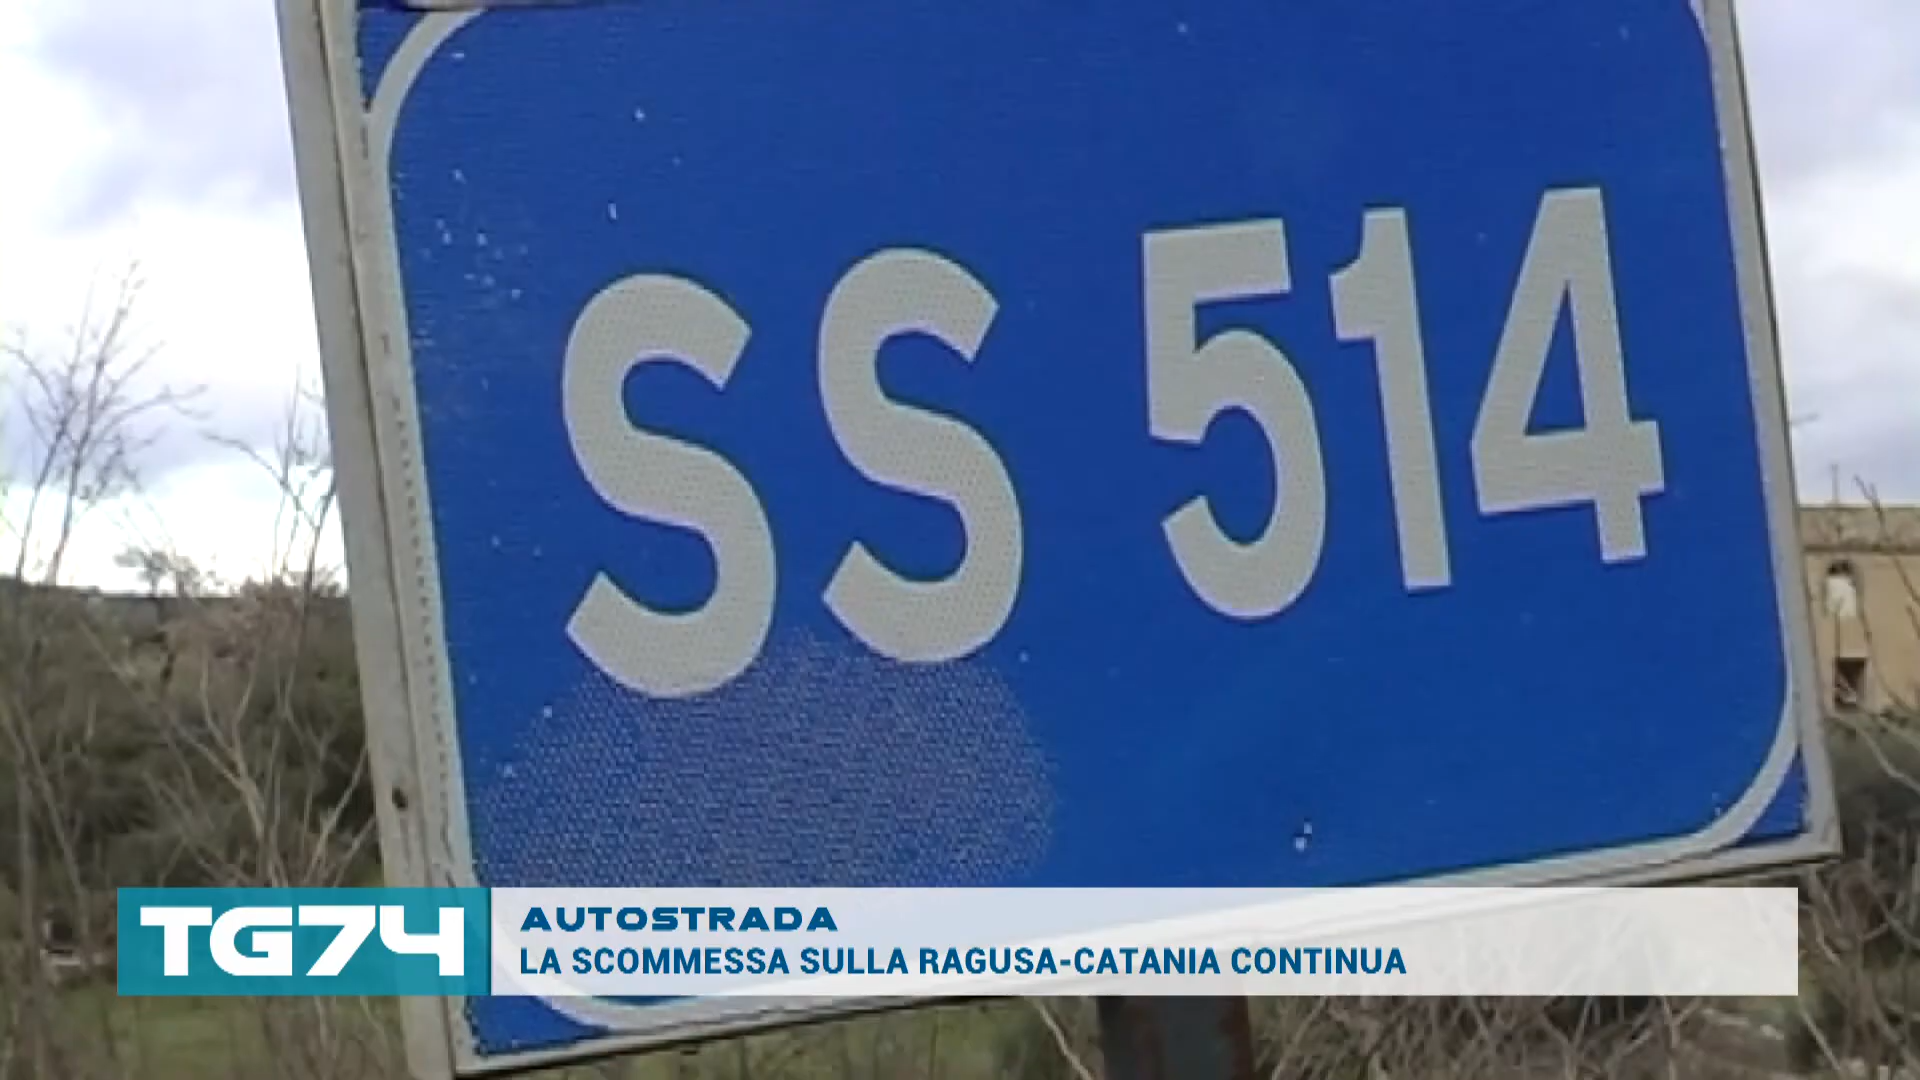 SS 514
TG74
AUTOSTRADA
LA SCOMMESSA SULLA RAGUSA-CATANIA CONTINUA